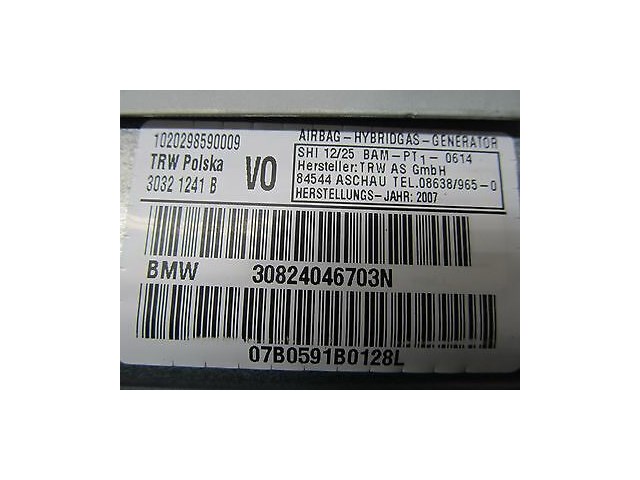 1020298590009
TRW Polska
3032 1241 B
VO
AIRBAG-HYBRIDGAS-GENERATOR
SHI 12/25 BAM-PT1- 0614
Hersteller:TRW AS GmbH
84544 ASCHAU TEL.08638/965-0
HERSTELLUNGS-JAHR: 2007
BMW 30824046703N
07B0591B0128L